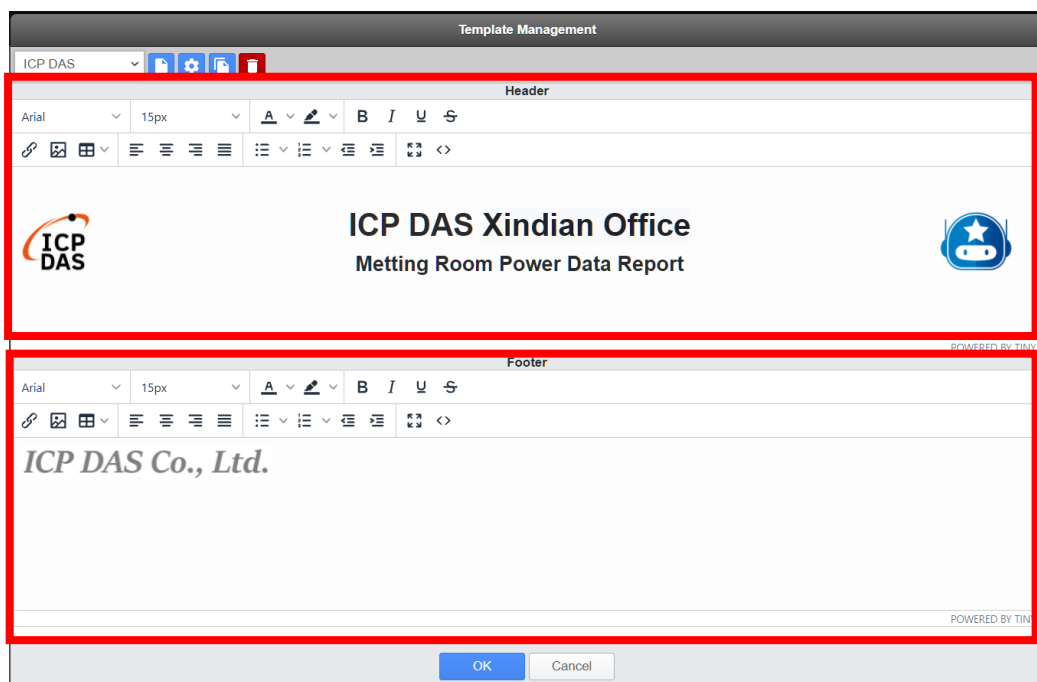 Template Management
ICP DAS
Header
Arial 15px A B I U S
ICP DAS Xindian Office
ICP
DAS
Metting Room Power Data Report
POWERED BY TINY
Footer
Arial 15px A B I U S
ICP DAS Co., Ltd.
POWERED BY TIN
OK Cancel